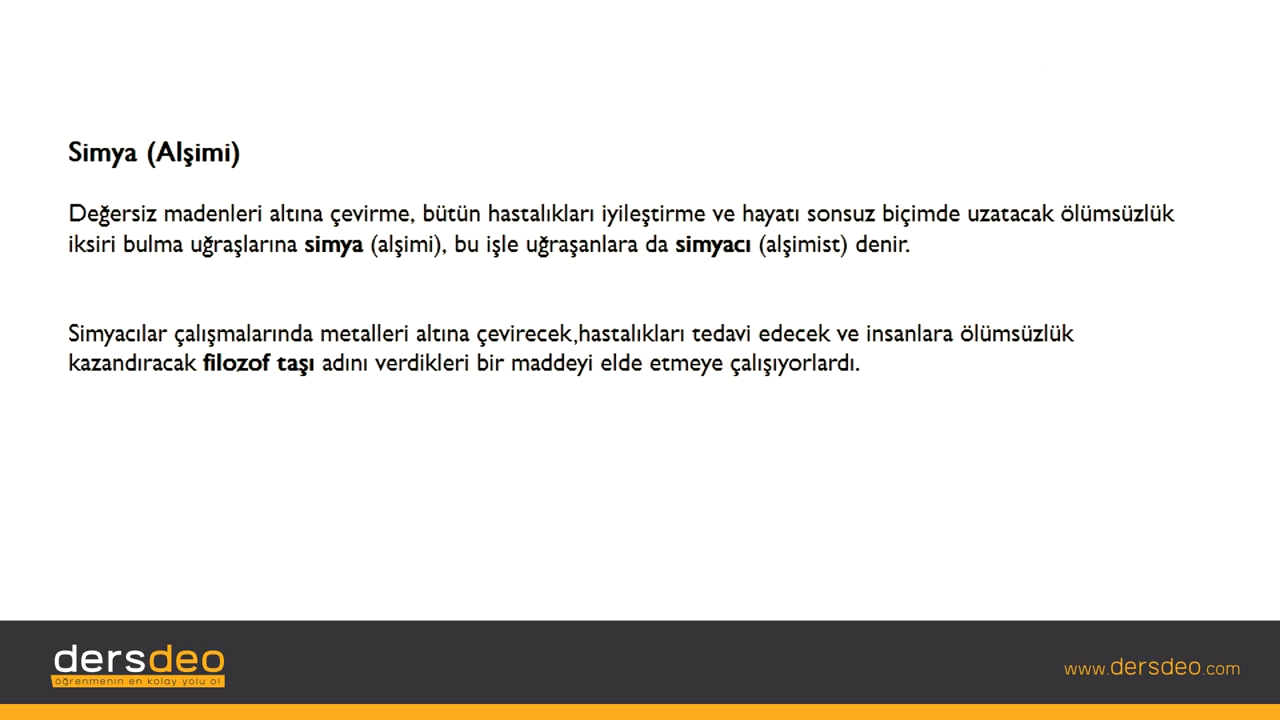 Simya (Alşimi)
Değersiz madenleri altına çevirme, bütün hastalıkları iyileştirme ve hayatı sonsuz biçimde uzatacak ölümsüzlük
iksiri bulma uğraşlarına simya (alşimi), bu işle uğraşanlara da simyacı (alşimist) denir.
Simyacılar çalışmalarında metalleri altına çevirecek,hastalıkları tedavi edecek ve insanlara ölümsüzlük
kazandıracak filozof taşı adını verdikleri bir maddeyi elde etmeye çalışıyorlardı.
dersdeo
öğrenmenin en kolay yolu o!
www.dersdeo.com